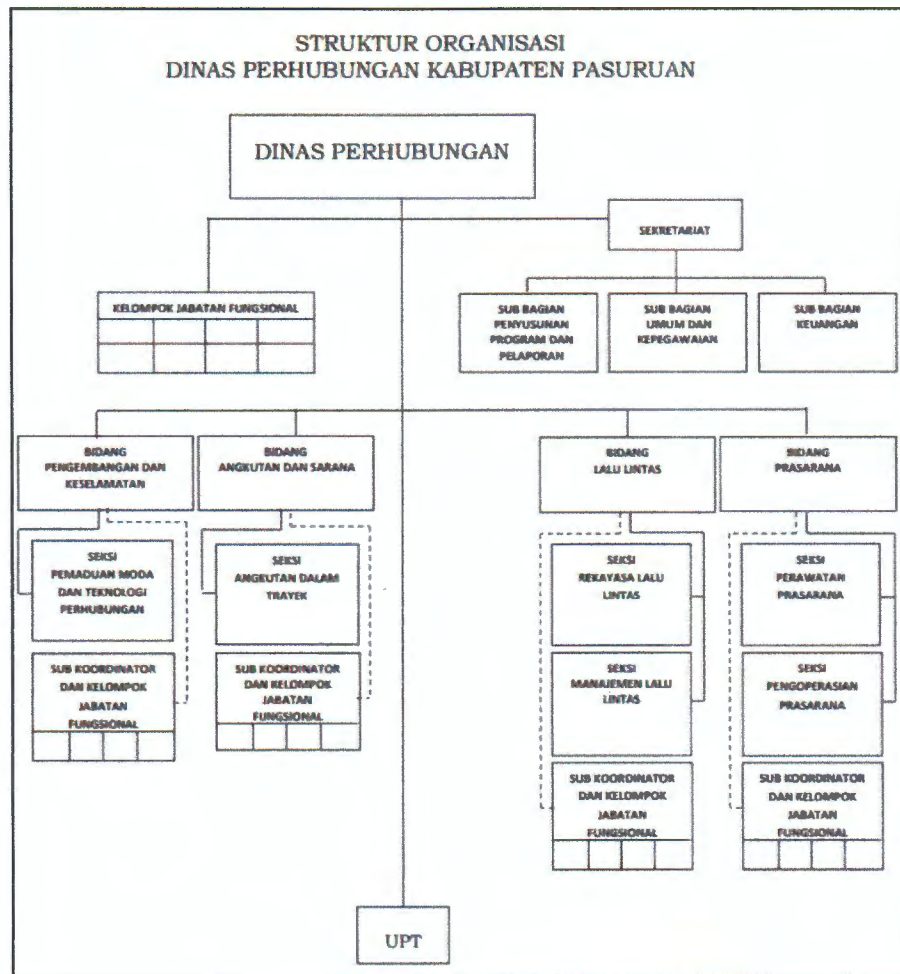 STRUKTUR ORGANISASI
DINAS PERHUBUNGAN KABUPATEN PASURUAN
DINAS PERHUBUNGAN
SEKRETARIAT
KELOMPOK JABATAN FUNGSIONAL
SUB BAGIAN
PENYUSUNAN
PROGRAM DAN
PELAPORAN
SUB BAGIAN
UMUM DAN
KEPEGAWAIAN
SUB BAGIAN
KEUANGAN
BIDANG
PENGEMBANGAN DAN
KESELAMATAN
BIDANG
ANGKUTAN DAN SARANA
BIDANG
LALU LINTAS
BIDANG
PRASARANA
SEKSI
PEMADUAN MODA
DAN TEKNOLOGI
PERHUBUNGAN
SEKSI
ANGKUTAN DALAM
TRAYEK
SEKSI
REKAYASA LALU
LINTAS
SEKSI
PERAWATAN
PRASARANA
SUB KOORDINATOR
DAN KELOMPOK
JABATAN
FUNGSIONAL
SUB KOORDINATOR
DAN KELOMPOK
JABATAN
FUNGSIONAL
SEKSI
MANAJEMEN LALU
LINTAS
SEKSI
PENGOPERASIAN
PRASARANA
SUB KOORDINATOR
DAN KELOMPOK
JABATAN
FUNGSIONAL
SUB KOORDINATOR
DAN KELOMPOK
JABATAN
FUNGSIONAL
UPT